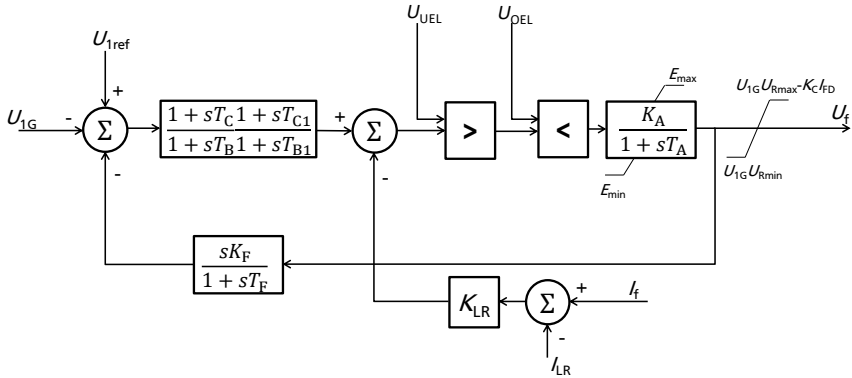 U_UEL
U_OEL
U_1ref
E_max
U_1G U_Rmax-K_C I_FD
+
U_1G
-
Σ
1 + sT_C 1 + sT_C1
1 + sT_B 1 + sT_B1
+
Σ
>
<
K_A
1 + sT_A
U_f
-
-
E_min
U_1G U_Rmin
sK_F
1 + sT_F
K_LR
Σ
+
I_f
-
I_LR